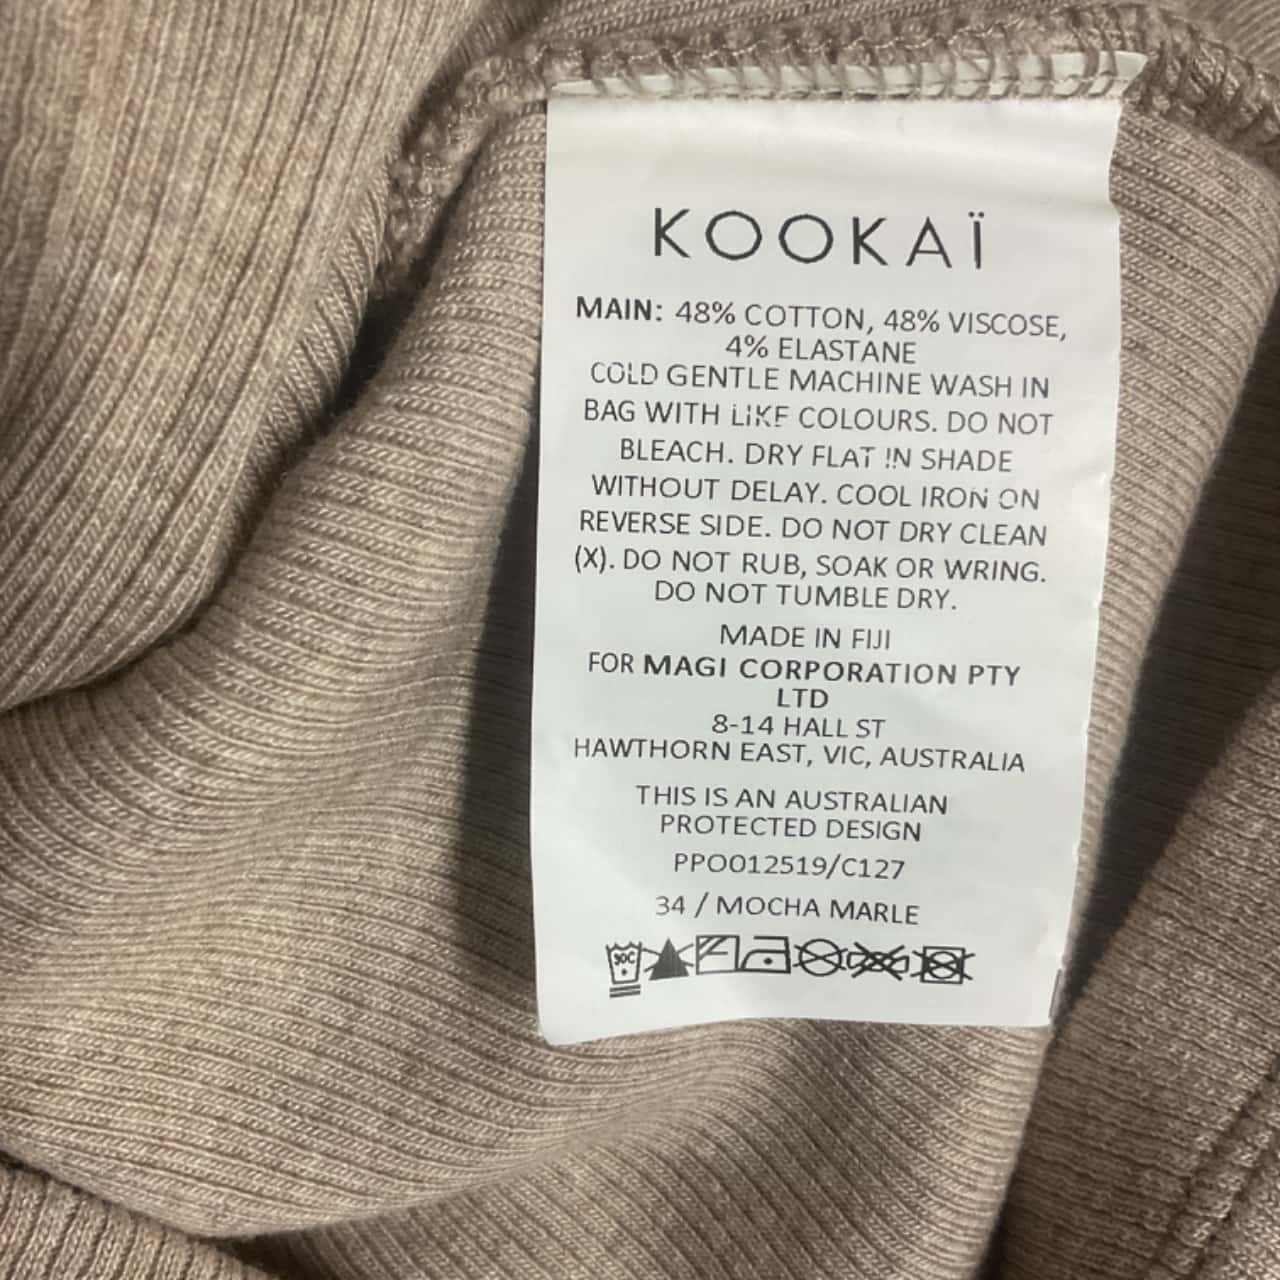 KOOKAÏ
MAIN: 48% COTTON, 48% VISCOSE,
4% ELASTANE
COLD GENTLE MACHINE WASH IN
BAG WITH LIKE COLOURS. DO NOT
BLEACH. DRY FLAT IN SHADE
WITHOUT DELAY. COOL IRON ON
REVERSE SIDE. DO NOT DRY CLEAN
(X). DO NOT RUB, SOAK OR WRING.
DO NOT TUMBLE DRY.
MADE IN FIJI
FOR MAGI CORPORATION PTY
LTD
8-14 HALL ST
HAWTHORN EAST, VIC, AUSTRALIA
THIS IS AN AUSTRALIAN
PROTECTED DESIGN
PPO012519/C127
34 / MOCHA MARLE
30C